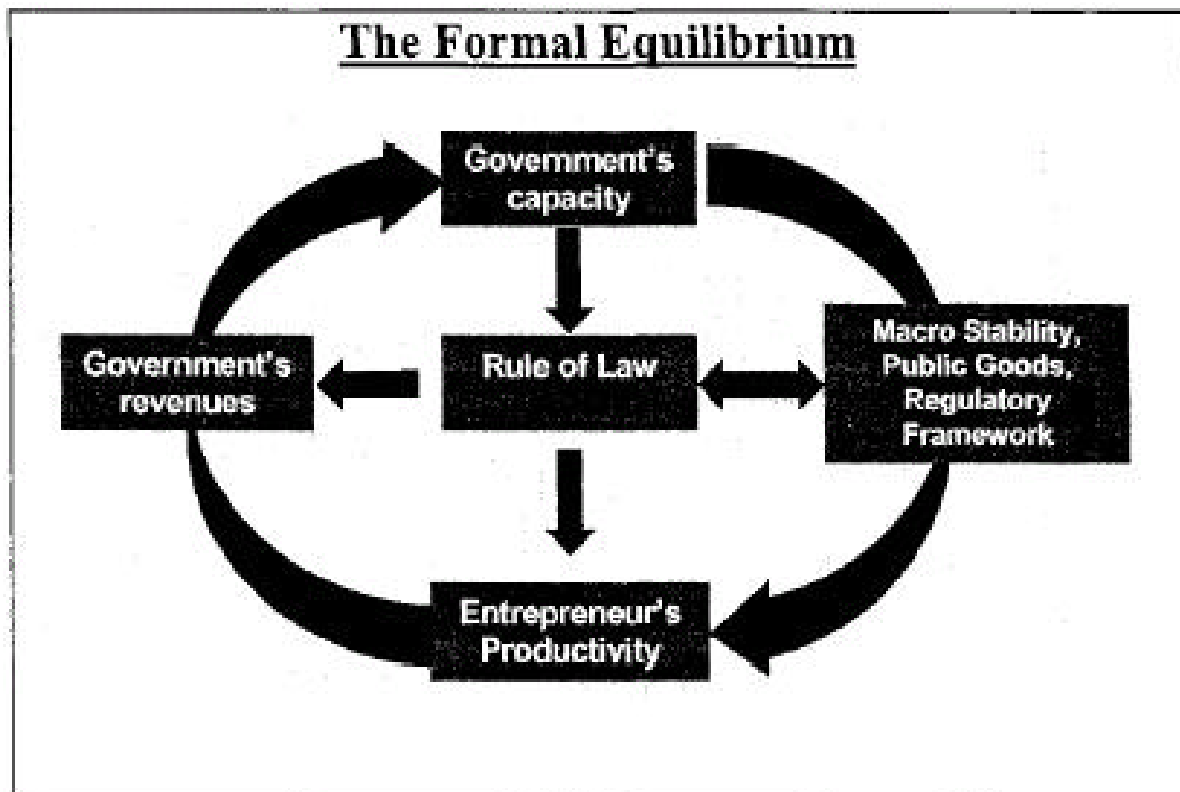 The Formal Equilibrium
Government's
capacity
Government's
revenues
Rule of Law
Macro Stability,
Public Goods,
Regulatory
Framework
Entrepreneur's
Productivity